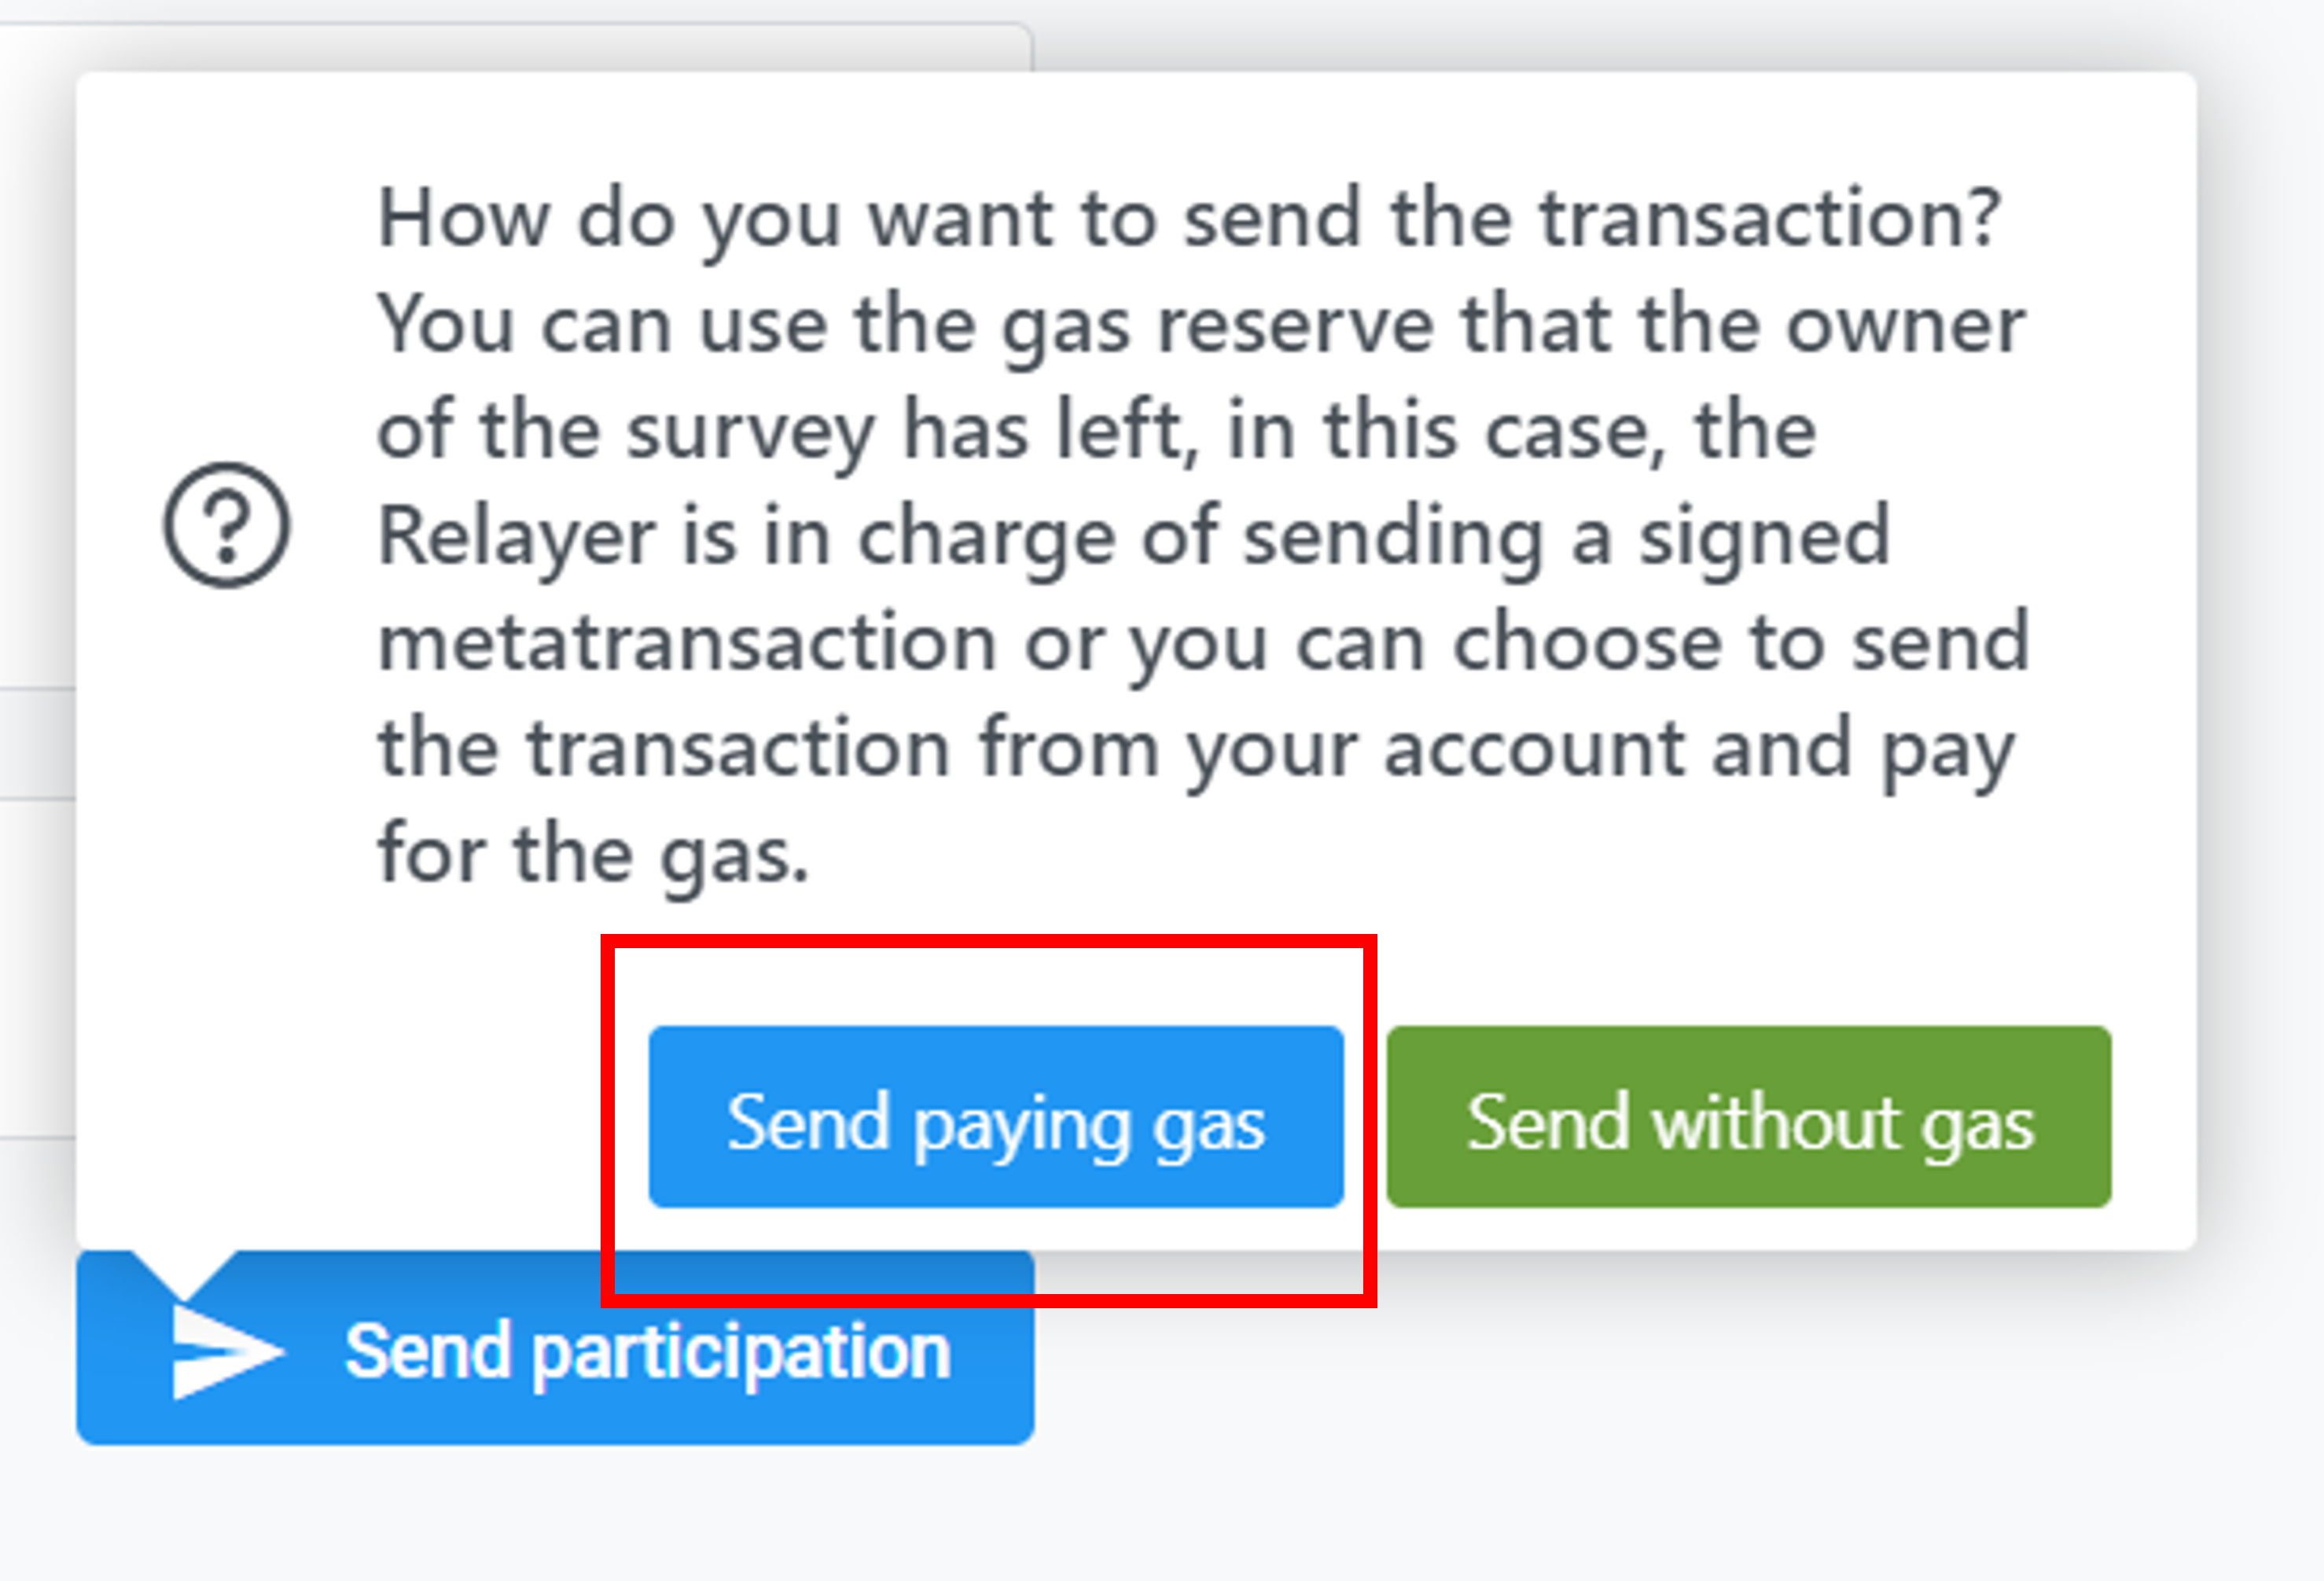 How do you want to send the transaction?
You can use the gas reserve that the owner
of the survey has left, in this case, the
Relayer is in charge of sending a signed
metatransaction or you can choose to send
the transaction from your account and pay
for the gas.
Send paying gas
Send without gas
Send participation